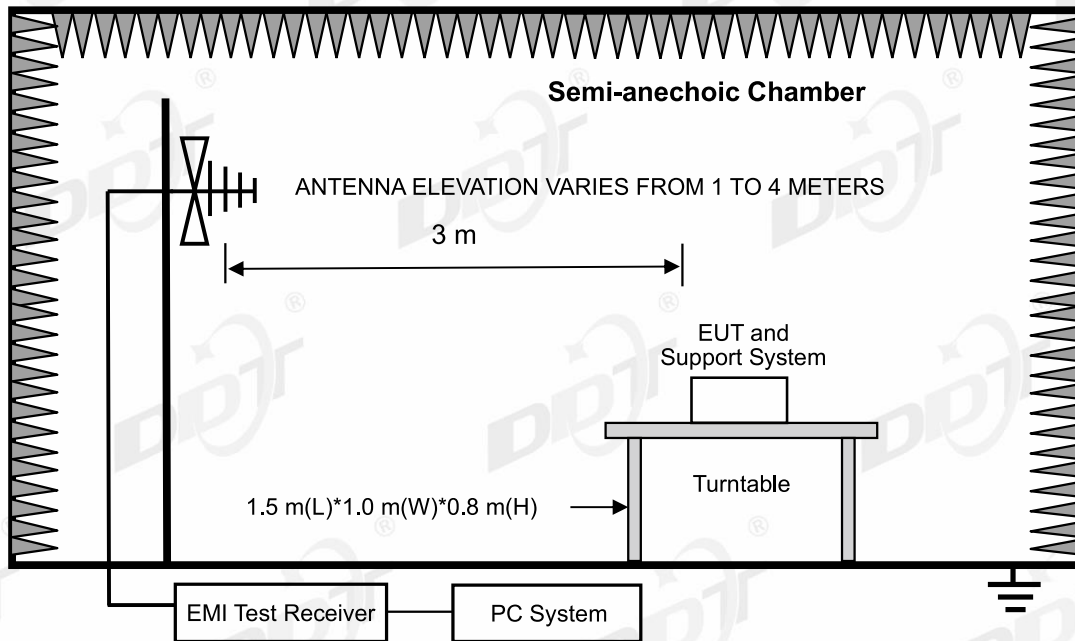 Semi-anechoic Chamber
ANTENNA ELEVATION VARIES FROM 1 TO 4 METERS
3 m
EUT and
Support System
Turntable
1.5 m(L)*1.0 m(W)*0.8 m(H)
EMI Test Receiver
PC System
DDT
®